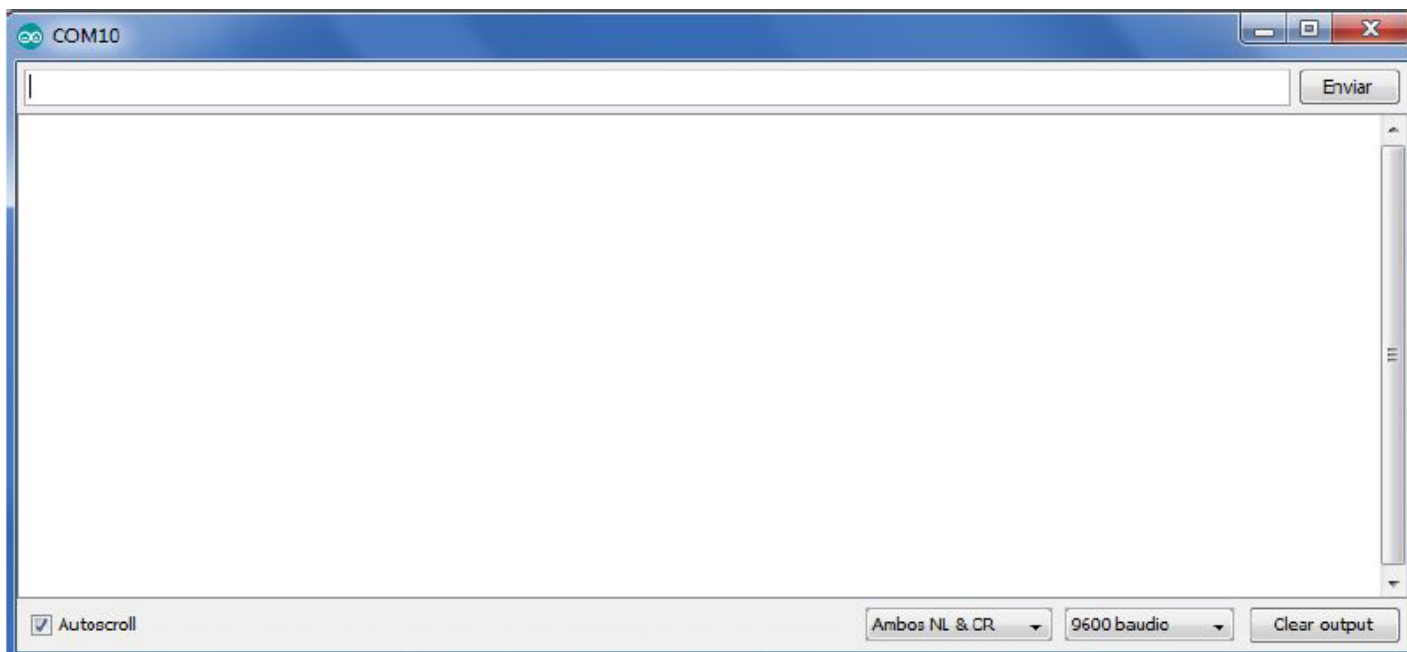 COM10
Enviar
Autoscroll
Ambos NL & CR
9600 baudio
Clear output